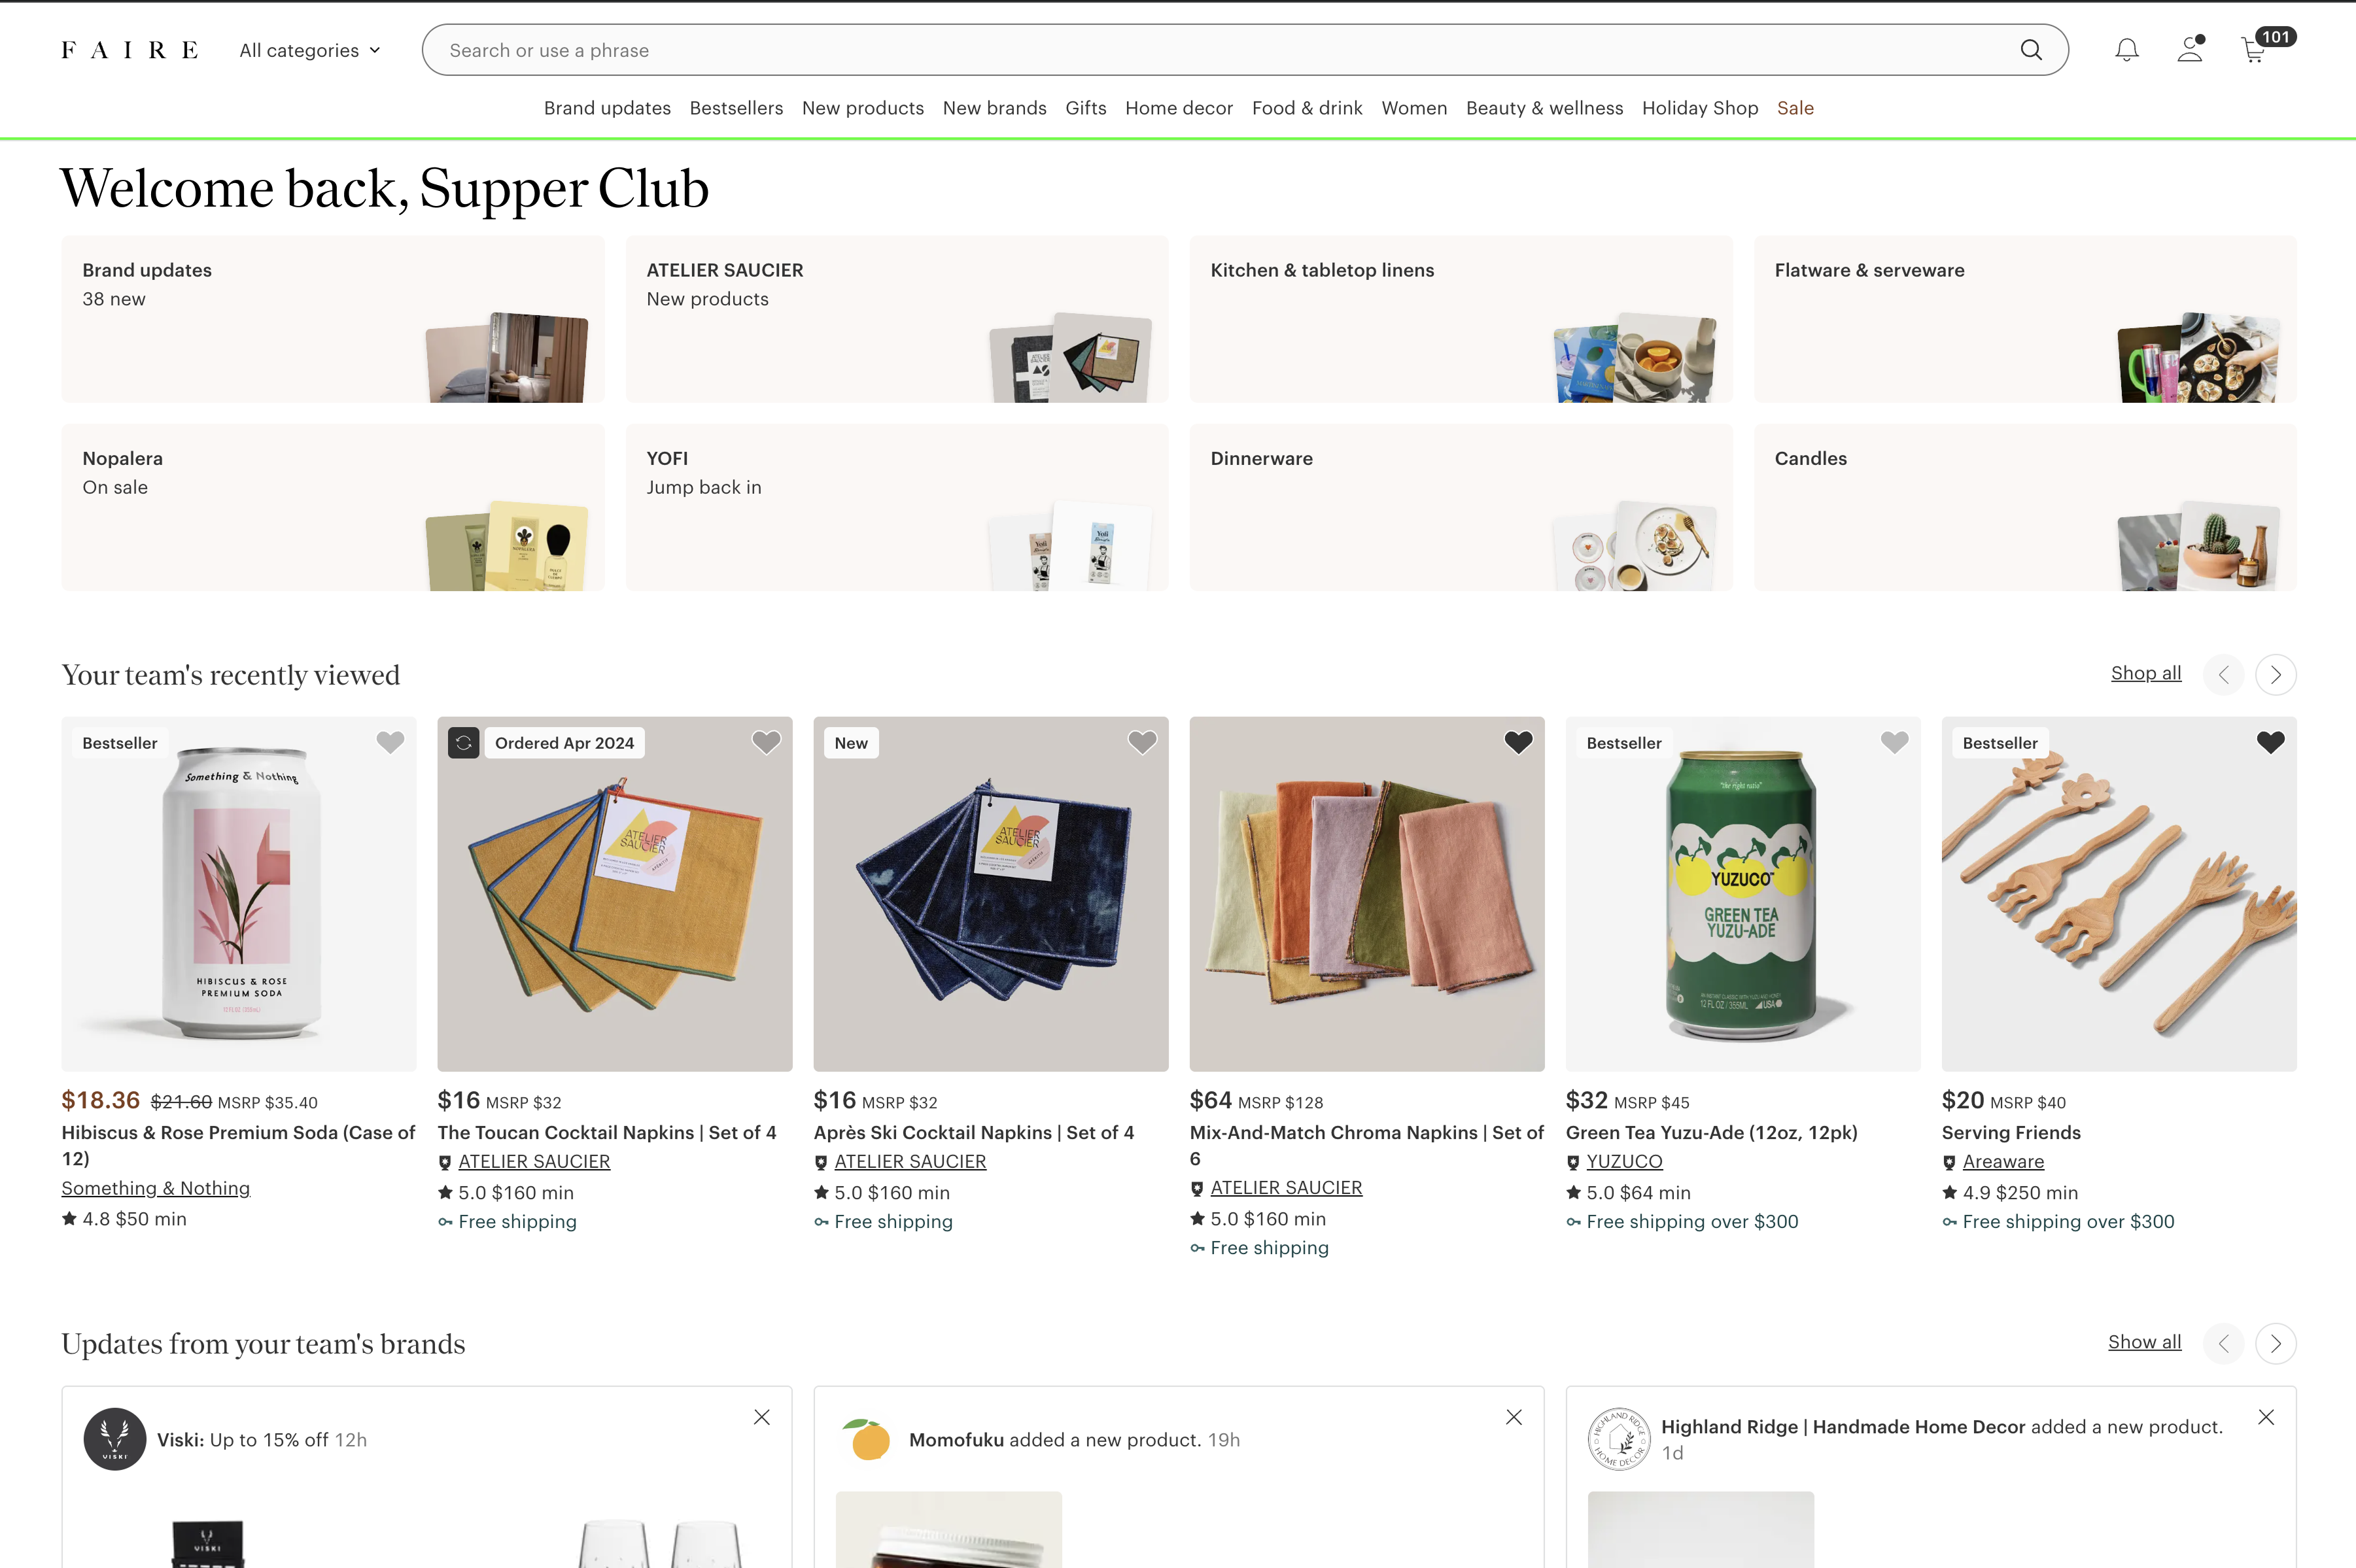 FAIRE
All categories
Search or use a phrase
101
Brand updates Bestsellers New products New brands Gifts Home decor Food & drink Women Beauty & wellness Holiday Shop Sale
Welcome back, Supper Club
Brand updates
38 new
ATELIER SAUCIER
New products
Kitchen & tabletop linens
Flatware & serveware
Nopalera
On sale
YOFI
Jump back in
Dinnerware
Candles
Your team's recently viewed
Shop all
Bestseller
Something & Nothing
HIBISCUS & ROSE
PREMIUM SODA
$18.36 $21.60 MSRP $35.40
Hibiscus & Rose Premium Soda (Case of
12)
Something & Nothing
4.8 $50 min
Ordered Apr 2024
ATELIER
SAUCIER
$16 MSRP $32
The Toucan Cocktail Napkins | Set of 4
ATELIER SAUCIER
5.0 $160 min
Free shipping
New
ATELIER
SAUCIER
$16 MSRP $32
Après Ski Cocktail Napkins | Set of 4
ATELIER SAUCIER
5.0 $160 min
Free shipping
$64 MSRP $128
Mix-And-Match Chroma Napkins | Set of
6
ATELIER SAUCIER
5.0 $160 min
Free shipping
Bestseller
"the right ratio"
YUZUCO™
GREEN TEA
YUZU-ADE
12 FL OZ / 355ML
USA
$32 MSRP $45
Green Tea Yuzu-Ade (12oz, 12pk)
YUZUCO
5.0 $64 min
Free shipping over $300
Bestseller
$20 MSRP $40
Serving Friends
Areaware
4.9 $250 min
Free shipping over $300
Updates from your team's brands
Show all
VISKI
Viski: Up to 15% off 12h
VISKI
Momofuku added a new product. 19h
HIGHLAND RIDGE
HOME DECOR
Highland Ridge | Handmade Home Decor added a new product.
1d